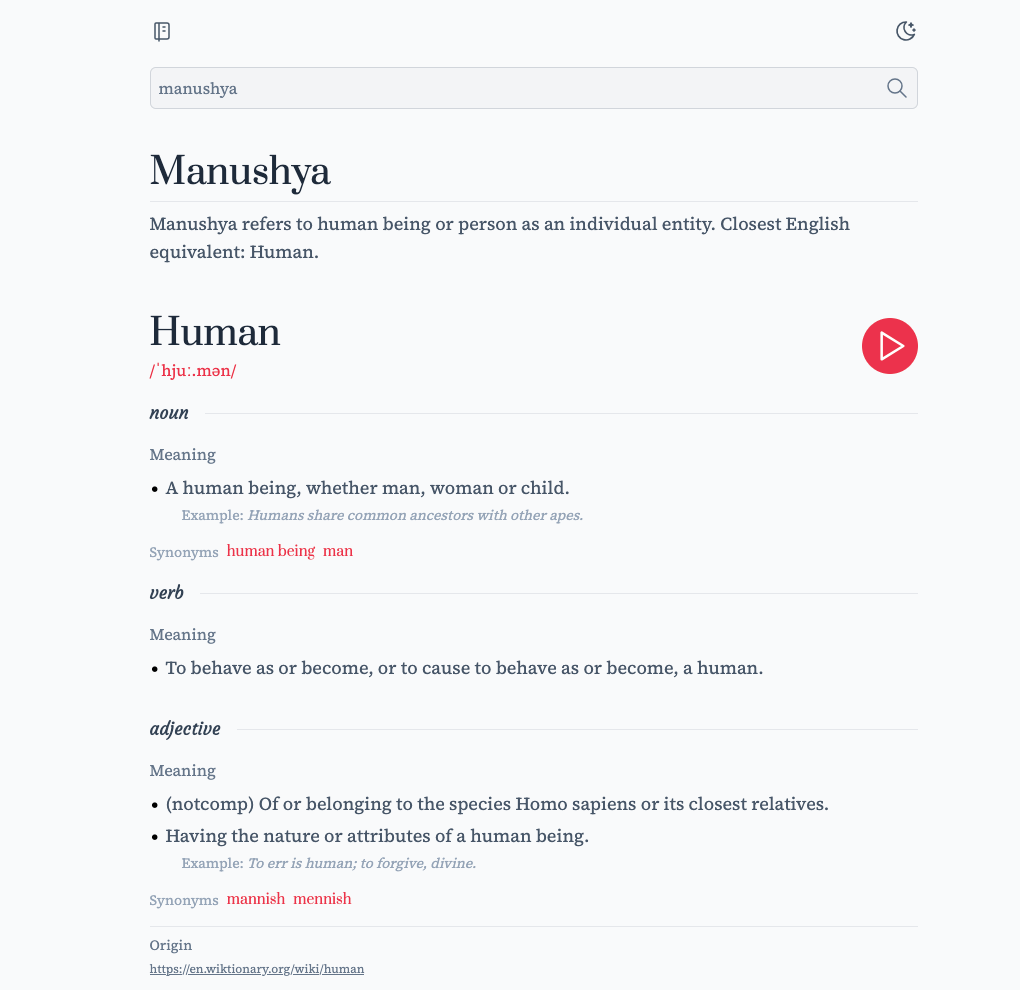 manushya
Manushya
Manushya refers to human being or person as an individual entity. Closest English
equivalent: Human.
Human
/ˈhjuː.mən/
noun
Meaning
• A human being, whether man, woman or child.
Example: Humans share common ancestors with other apes.
Synonyms human being man
verb
Meaning
• To behave as or become, or to cause to behave as or become, a human.
adjective
Meaning
• (notcomp) Of or belonging to the species Homo sapiens or its closest relatives.
• Having the nature or attributes of a human being.
Example: To err is human; to forgive, divine.
Synonyms mannish mennish
Origin
https://en.wiktionary.org/wiki/human